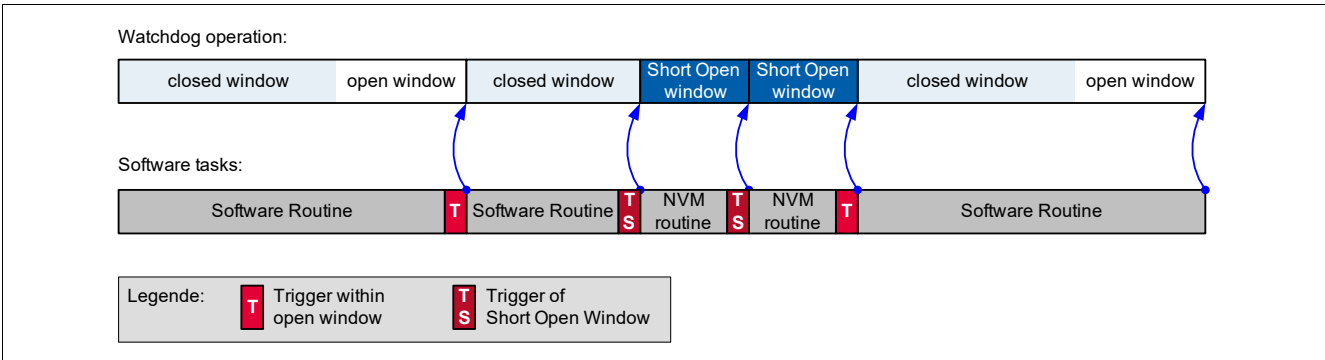 Watchdog operation:
closed window open window closed window Short Open window Short Open window closed window open window
Software tasks:
Software Routine T Software Routine T S NVM routine T S NVM routine T Software Routine
Legende: T Trigger within open window T S Trigger of Short Open Window